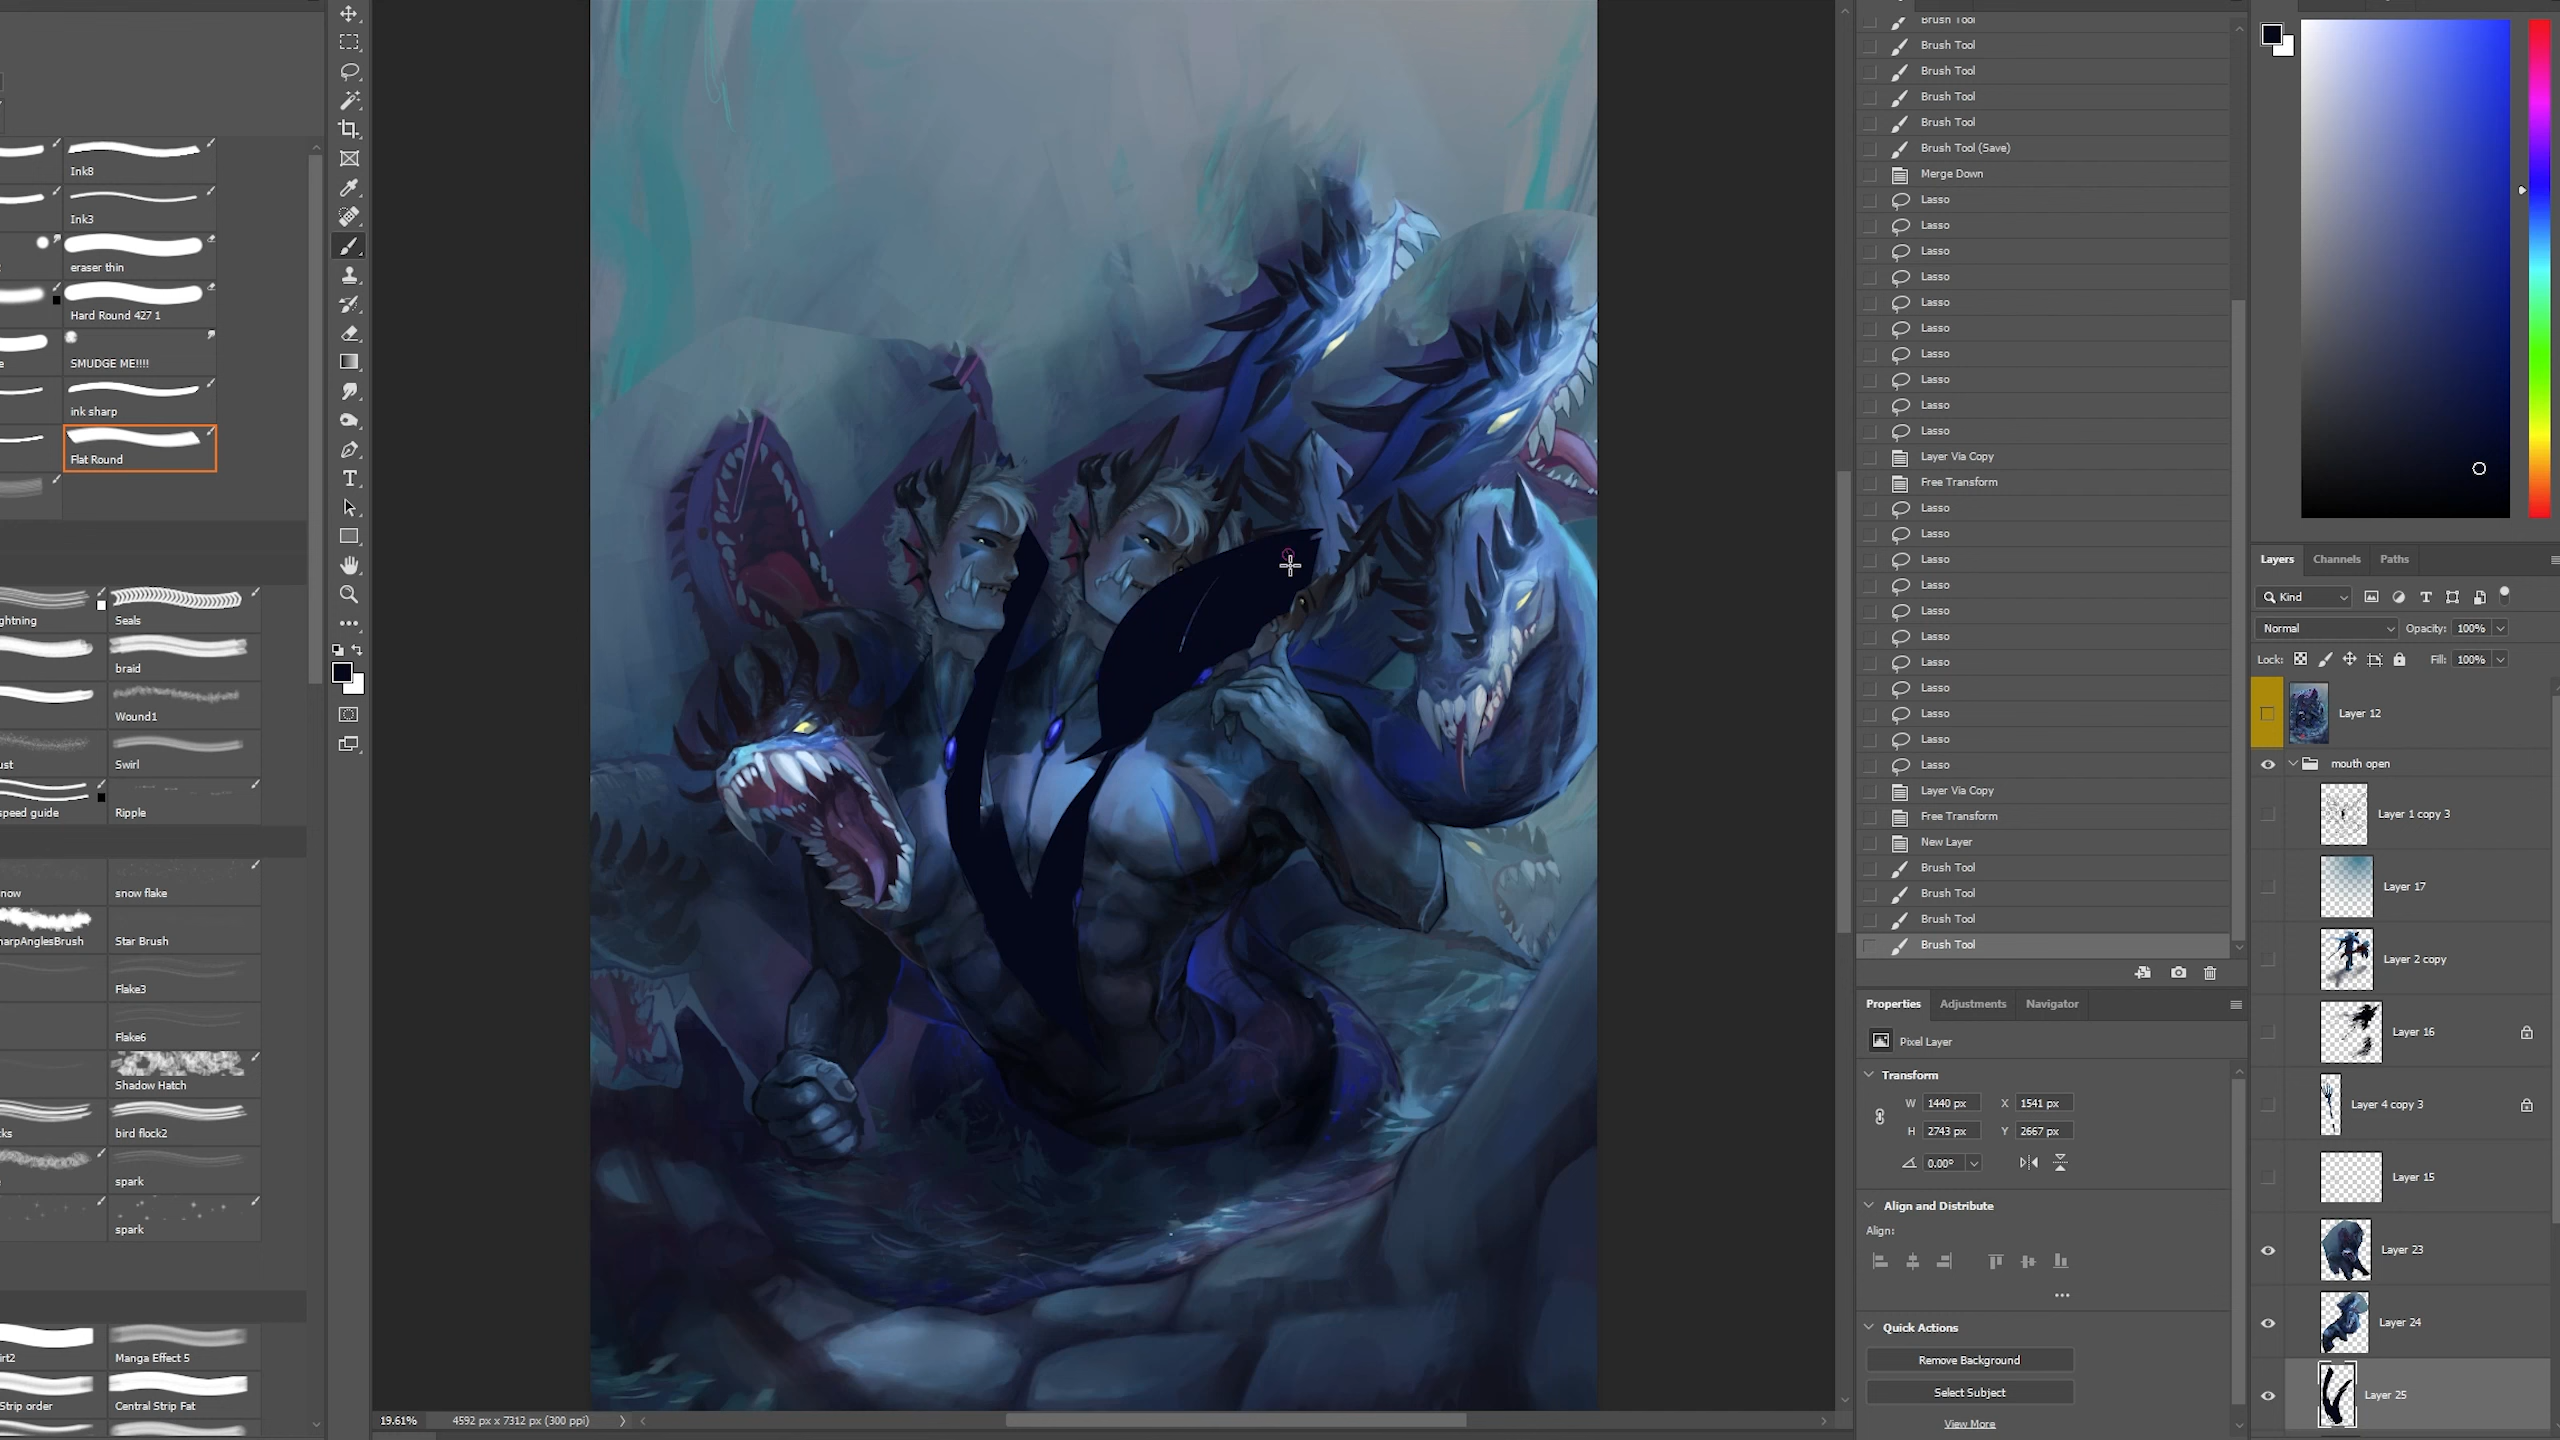 Ink8
Ink3
eraser thin
Hard Round 427 1
SMUDGE ME!!!!
ink sharp
Flat Round
ghtning
Seals
braid
Wound1
ust
Swirl
speed guide
Ripple
now
snow flake
harpAnglesBrush
Star Brush
Flake3
Flake6
Shadow Hatch
cks
bird flock2
spark
spark
irt2
Manga Effect 5
Strip order
Central Strip Fat
T
19.61%
4592 px x 7312 px (300 ppi)
Brush Tool
Brush Tool
Brush Tool
Brush Tool
Brush Tool
Brush Tool (Save)
Merge Down
Lasso
Lasso
Lasso
Lasso
Lasso
Lasso
Lasso
Lasso
Lasso
Lasso
Layer Via Copy
Free Transform
Lasso
Lasso
Lasso
Lasso
Lasso
Lasso
Lasso
Lasso
Lasso
Lasso
Lasso
Layer Via Copy
Free Transform
New Layer
Brush Tool
Brush Tool
Brush Tool
Brush Tool
Properties Adjustments Navigator
Pixel Layer
Transform
W 1440 px X 1541 px
H 2743 px Y 2667 px
0.00°
Align and Distribute
Align:
Quick Actions
Remove Background
Select Subject
View More
Layers Channels Paths
Kind
Normal Opacity: 100%
Lock: Fill: 100%
Layer 12
mouth open
Layer 1 copy 3
Layer 17
Layer 2 copy
Layer 16
Layer 4 copy 3
Layer 15
Layer 23
Layer 24
Layer 25